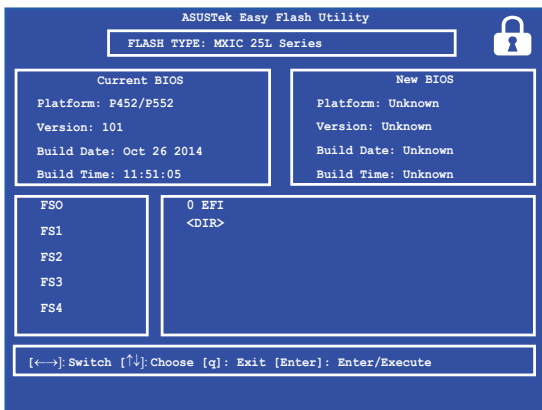 ASUSTek Easy Flash Utility
FLASH TYPE: MXIC 25L Series
Current BIOS
Platform: P452/P552
Version: 101
Build Date: Oct 26 2014
Build Time: 11:51:05
New BIOS
Platform: Unknown
Version: Unknown
Build Date: Unknown
Build Time: Unknown
FSO
FS1
FS2
FS3
FS4
0 EFI
<DIR>
[←→]: Switch [↑↓]: Choose [q]: Exit [Enter]: Enter/Execute